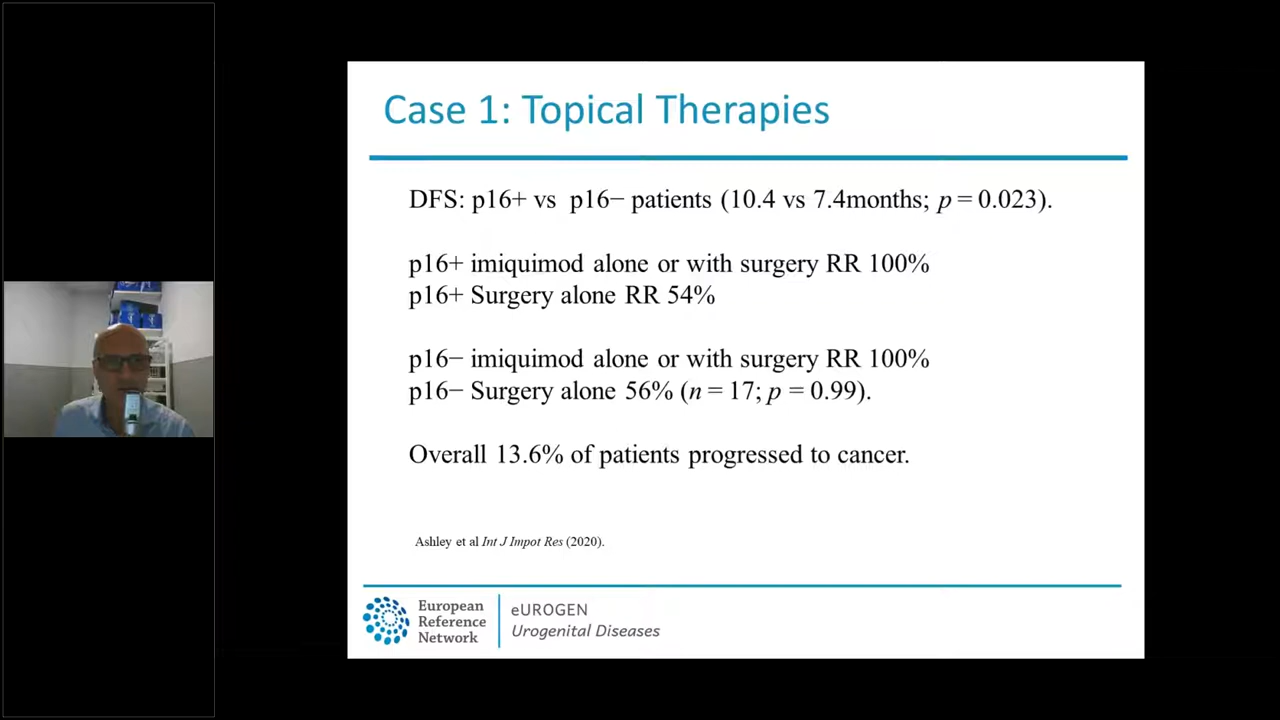 Case 1: Topical Therapies
DFS: p16+ vs p16− patients (10.4 vs 7.4months; p = 0.023).
p16+ imiquimod alone or with surgery RR 100%
p16+ Surgery alone RR 54%
p16− imiquimod alone or with surgery RR 100%
p16− Surgery alone 56% (n = 17; p = 0.99).
Overall 13.6% of patients progressed to cancer.
Ashley et al Int J Impot Res (2020).
European
Reference
Network
eUROGEN
Urogenital Diseases